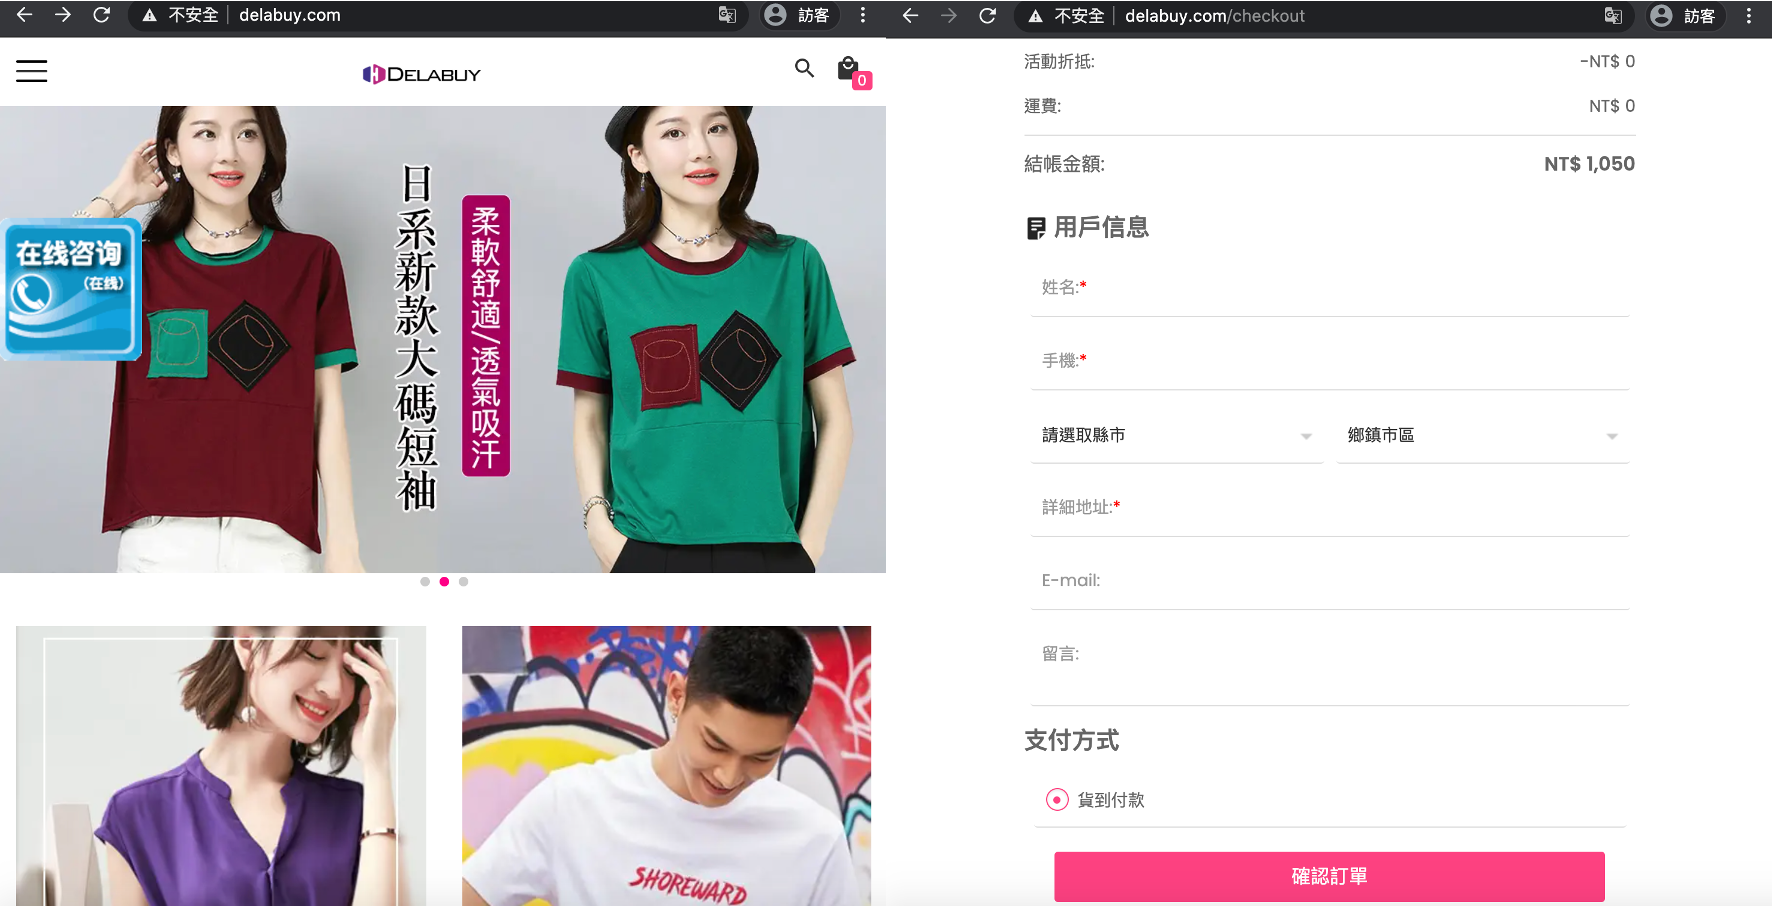 不安全 delabuy.com 訪客
DELABUY
0
日系新款大碼短袖
柔軟舒適/透氣吸汗
在线咨询
(在线)
SHOREWARD
不安全 delabuy.com/checkout 訪客
活動折抵: -NT$ 0
運費: NT$ 0
結帳金額: NT$ 1,050
用戶信息
姓名:*
手機:*
請選取縣市 鄉鎮市區
詳細地址:*
E-mail:
留言:
支付方式
貨到付款
確認訂單